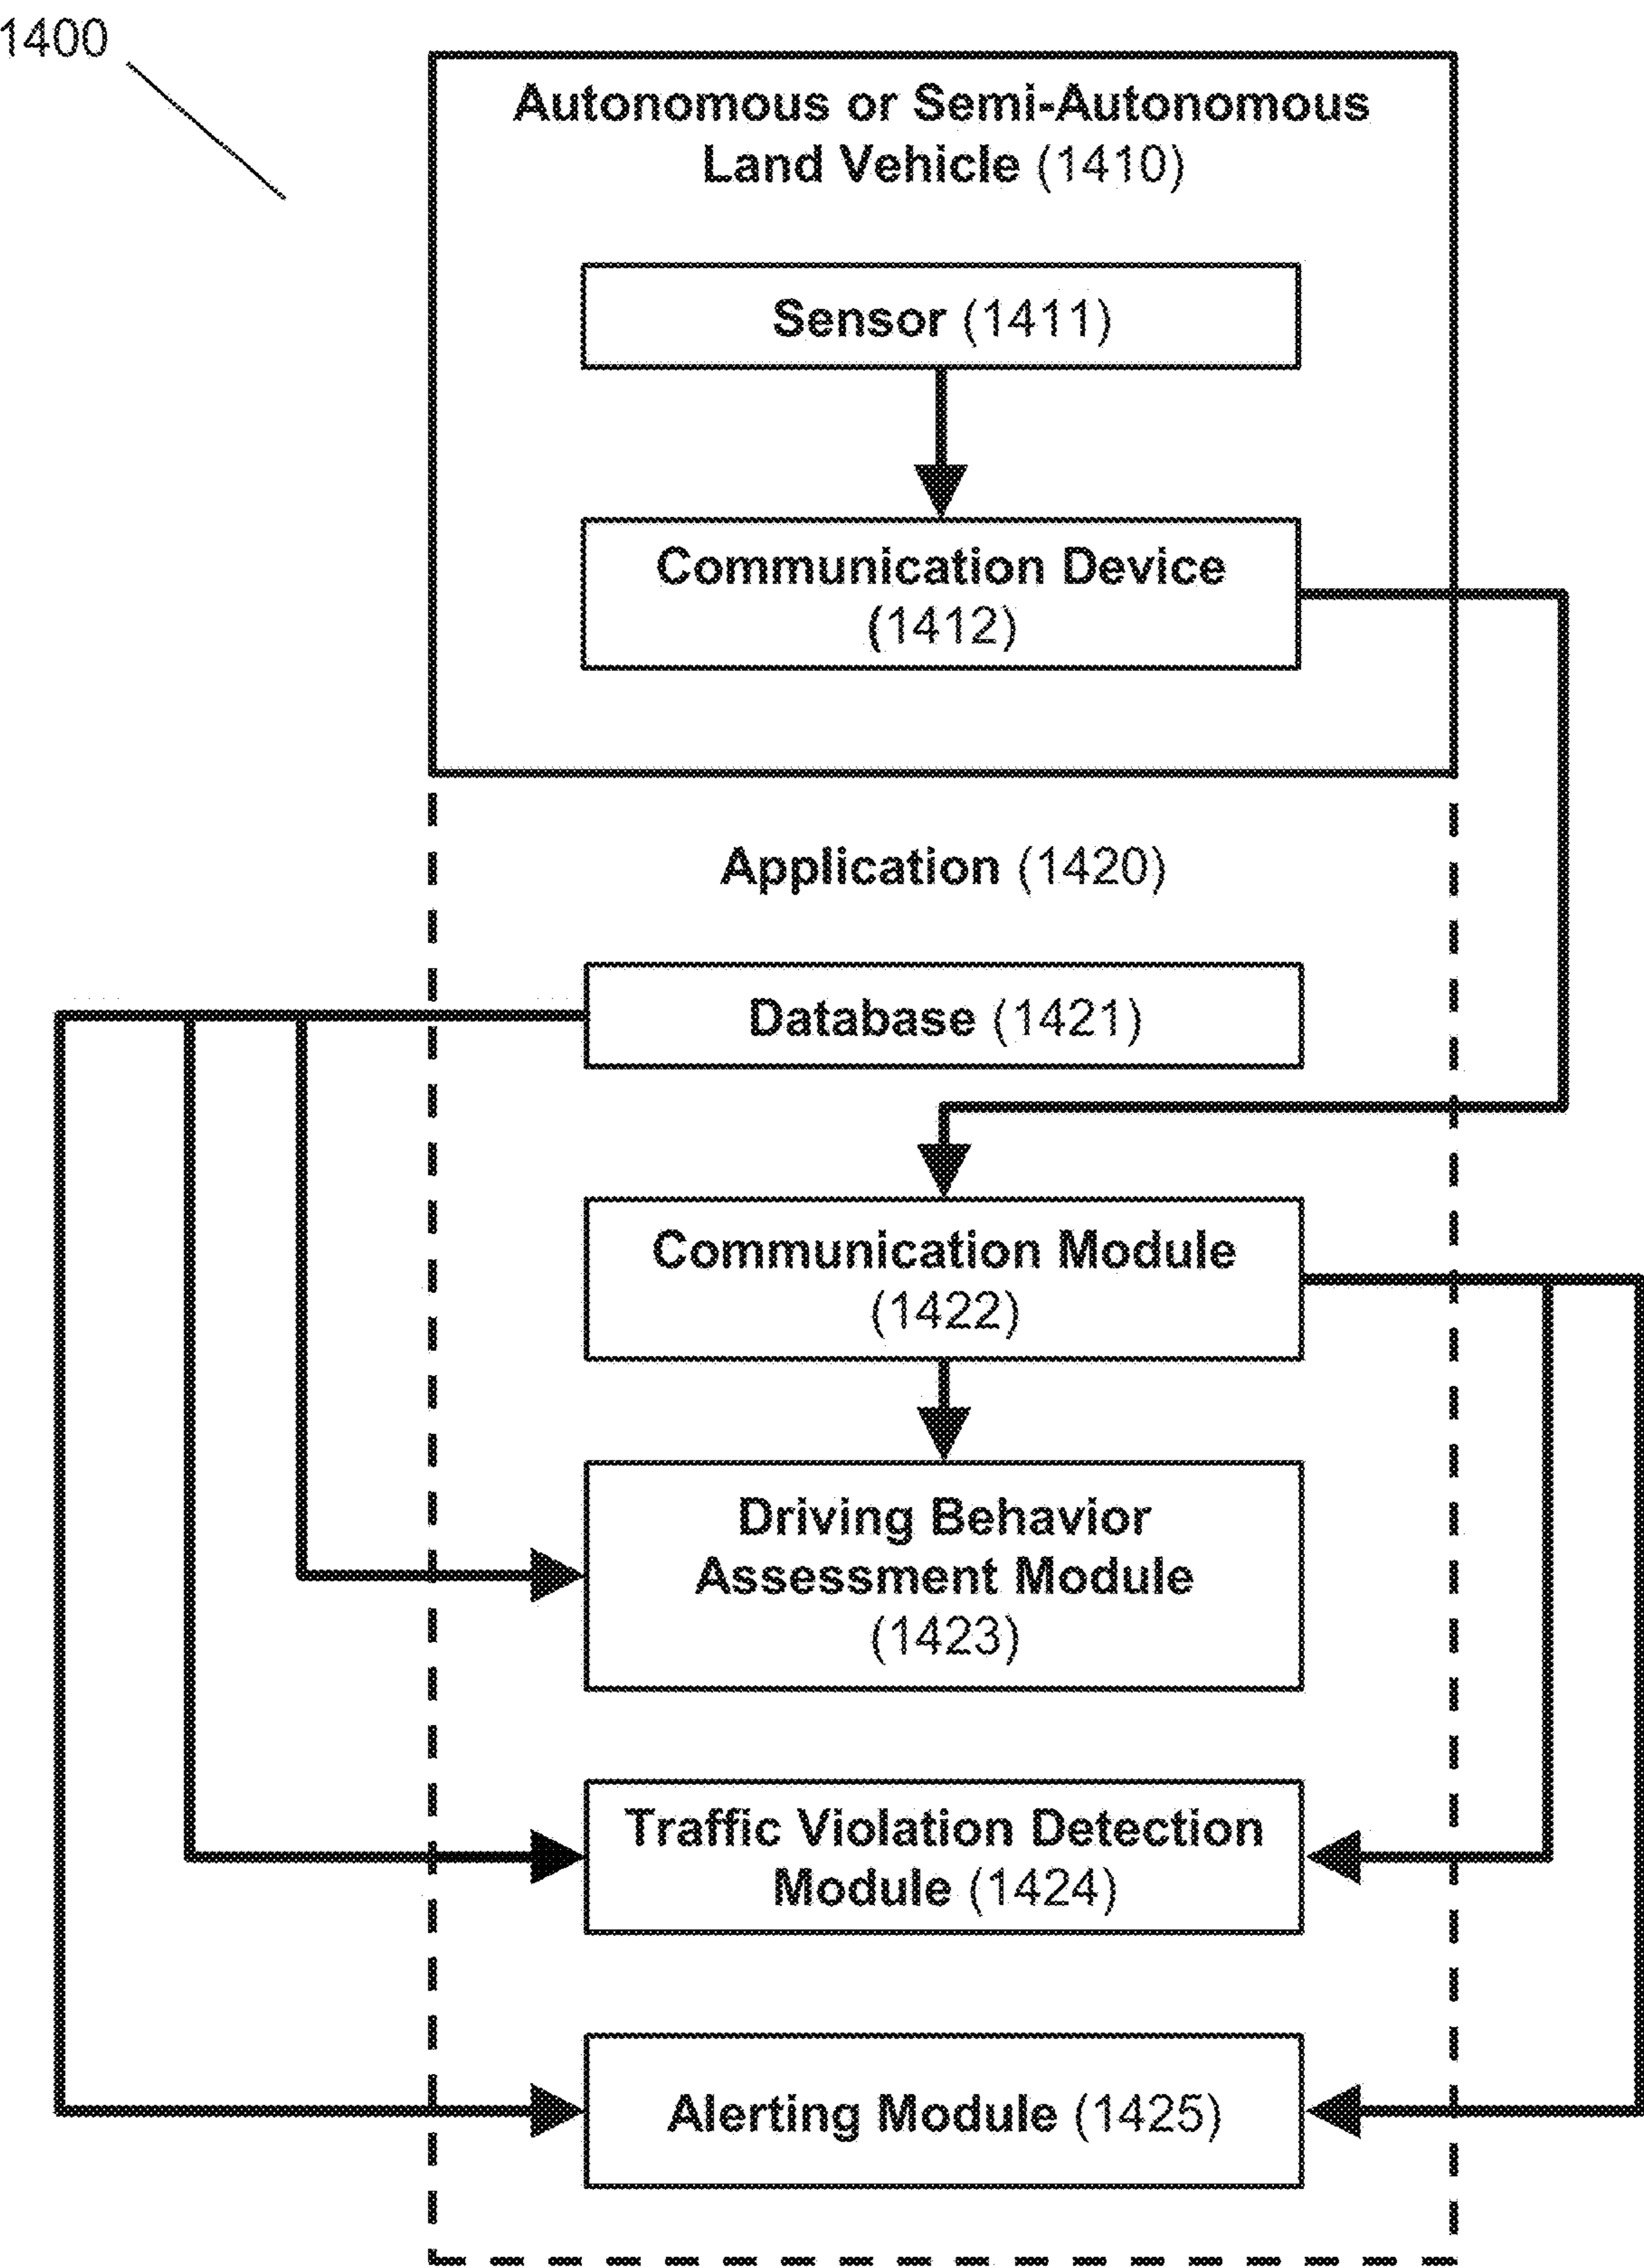 1400
Autonomous or Semi-Autonomous
Land Vehicle (1410)
Sensor (1411)
Communication Device
(1412)
Application (1420)
Database (1421)
Communication Module
(1422)
Driving Behavior
Assessment Module
(1423)
Traffic Violation Detection
Module (1424)
Alerting Module (1425)